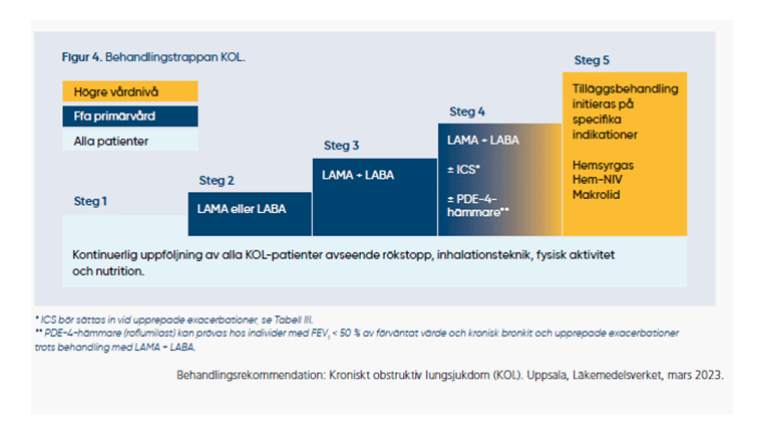 Figur 4. Behandlingstrappan KOL.
Högre vårdnivå
Ffa primärvård
Alla patienter
Steg 1
Steg 2
LAMA eller LABA
Steg 3
LAMA + LABA
Steg 4
LAMA + LABA
± ICS*
± PDE-4-
hämmare**
Steg 5
Tilläggsbehandling
initieras på
specifika
indikationer
Hemsyrgas
Hem-NIV
Makrolid
Kontinuerlig uppföljning av alla KOL-patienter avseende rökstopp, inhalationsteknik, fysisk aktivitet
och nutrition.
* ICS bör sättas in vid upprepade exacerbationer, se Tabell III.
** PDE-4-hämmare (roflumilast) kan prövas hos individer med FEV₁ < 50 % av förväntat värde och kronisk bronkit och upprepade exacerbationer
trots behandling med LAMA + LABA.
Behandlingsrekommendation: Kroniskt obstruktiv lungsjukdom (KOL). Uppsala, Läkemedelsverket, mars 2023.